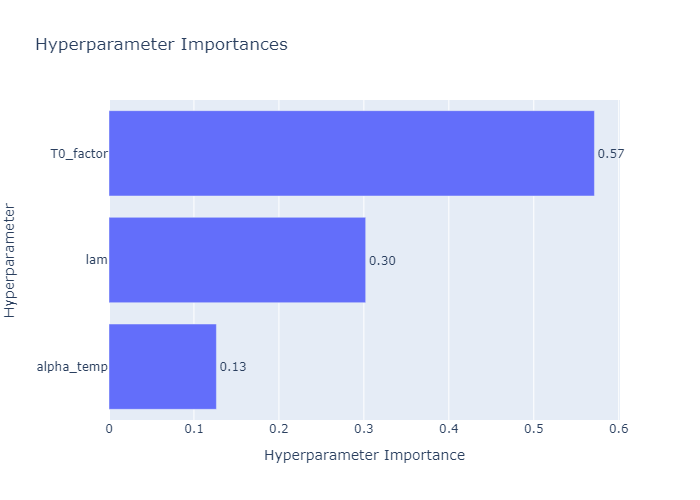 Hyperparameter Importances
Hyperparameter
T0_factor
0.57
lam
0.30
alpha_temp
0.13
0
0.1
0.2
0.3
0.4
0.5
0.6
Hyperparameter Importance